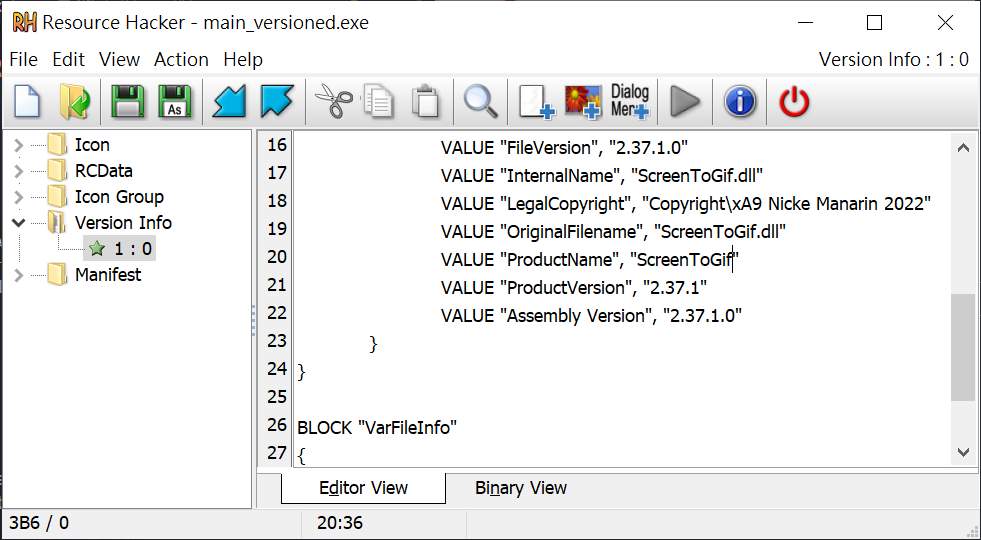 Resource Hacker - main_versioned.exe
File Edit View Action Help Version Info : 1 : 0
As
Dialog
Menu
Icon
RCData
Icon Group
Version Info
1 : 0
Manifest
16 VALUE "FileVersion", "2.37.1.0"
17 VALUE "InternalName", "ScreenToGif.dll"
18 VALUE "LegalCopyright", "Copyright\xA9 Nicke Manarin 2022"
19 VALUE "OriginalFilename", "ScreenToGif.dll"
20 VALUE "ProductName", "ScreenToGif"
21 VALUE "ProductVersion", "2.37.1"
22 VALUE "Assembly Version", "2.37.1.0"
23 }
24 }
25
26 BLOCK "VarFileInfo"
27 {
Editor View Binary View
3B6 / 0 20:36